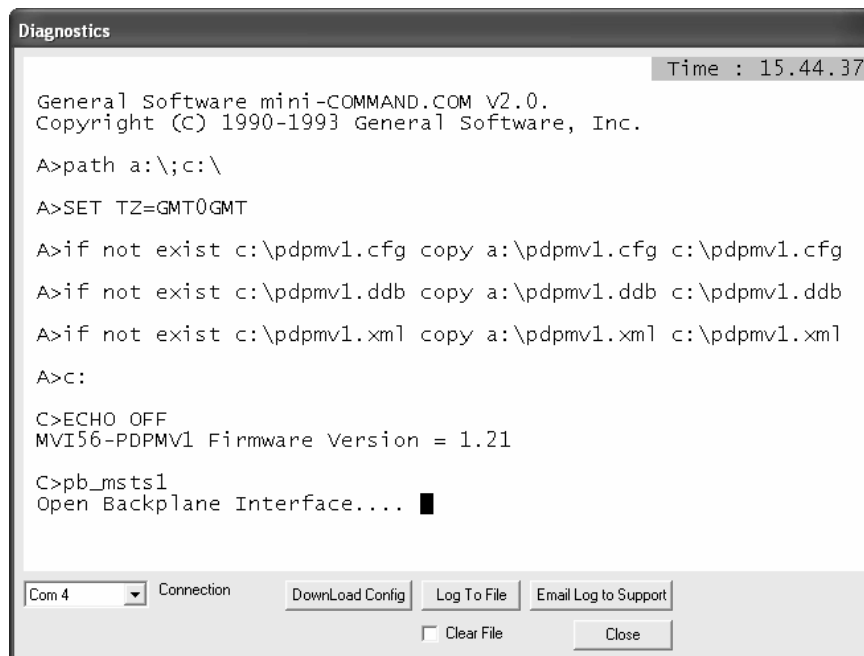 Diagnostics
Time : 15.44.37
General Software mini-COMMAND.COM V2.0.
Copyright (C) 1990-1993 General Software, Inc.
A>path a:\;c:\
A>SET TZ=GMT0GMT
A>if not exist c:\pdpmv1.cfg copy a:\pdpmv1.cfg c:\pdpmv1.cfg
A>if not exist c:\pdpmv1.ddb copy a:\pdpmv1.ddb c:\pdpmv1.ddb
A>if not exist c:\pdpmv1.xml copy a:\pdpmv1.xml c:\pdpmv1.xml
A>c:
C>ECHO OFF
MVI56-PDPMV1 Firmware Version = 1.21
C>pb_msts1
Open Backplane Interface....
Com 4 Connection DownLoad Config Log To File Email Log to Support
Clear File Close